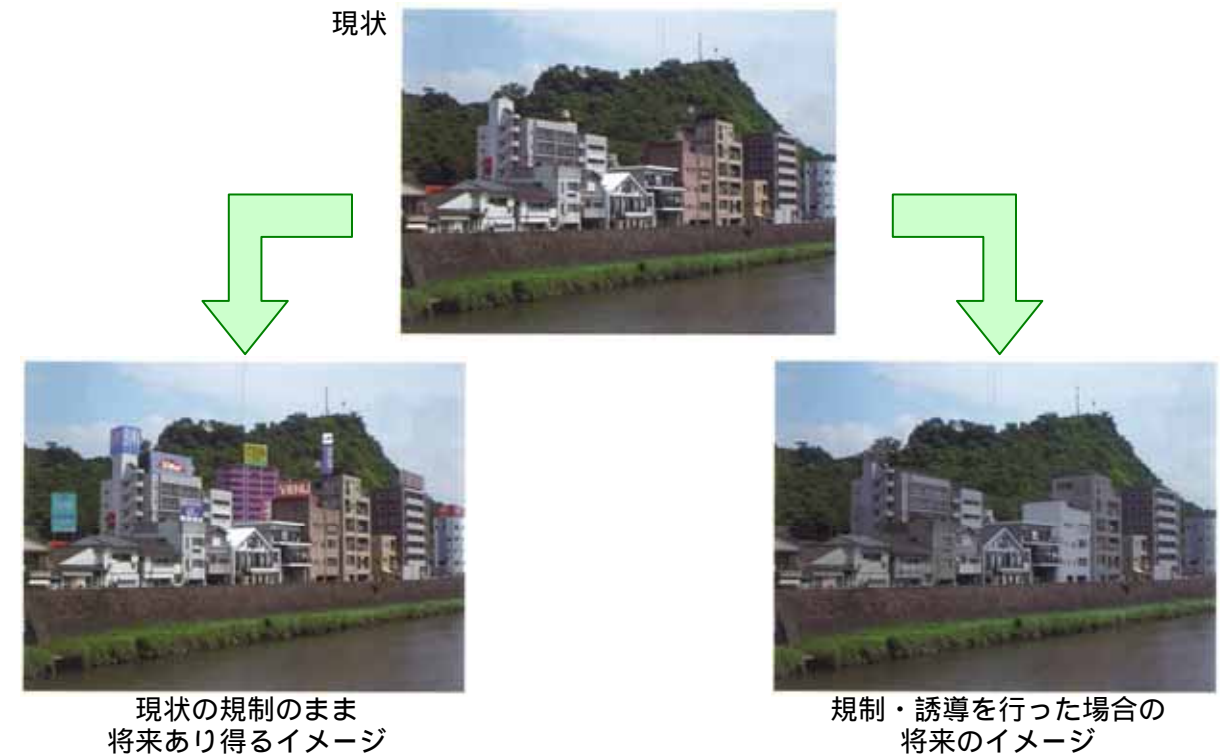 現状
現状の規制のまま
将来あり得るイメージ
規制・誘導を行った場合の
将来のイメージ